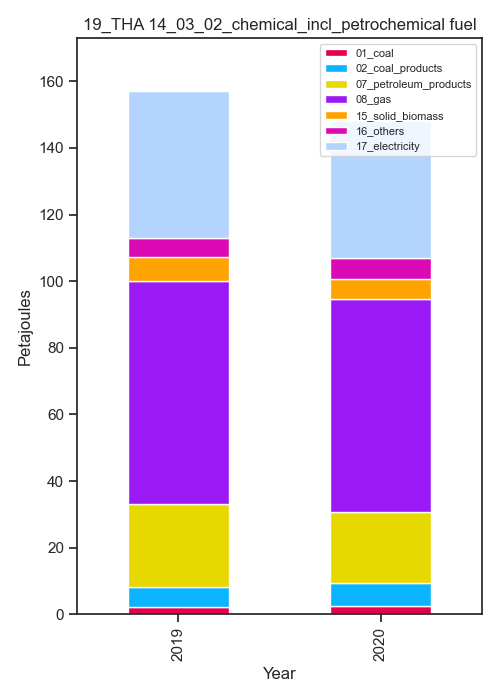 19_THA 14_03_02_chemical_incl_petrochemical fuel
01_coal
02_coal_products
07_petroleum_products
08_gas
15_solid_biomass
16_others
17_electricity
160
140
120
100
80
60
40
20
0
Petajoules
2019
2020
Year